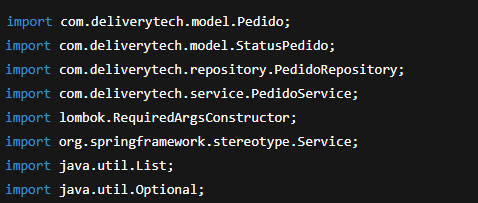 import com.deliverytech.model.Pedido;
import com.deliverytech.model.StatusPedido;
import com.deliverytech.repository.PedidoRepository;
import com.deliverytech.service.PedidoService;
import lombok.RequiredArgsConstructor;
import org.springframework.stereotype.Service;
import java.util.List;
import java.util.Optional;